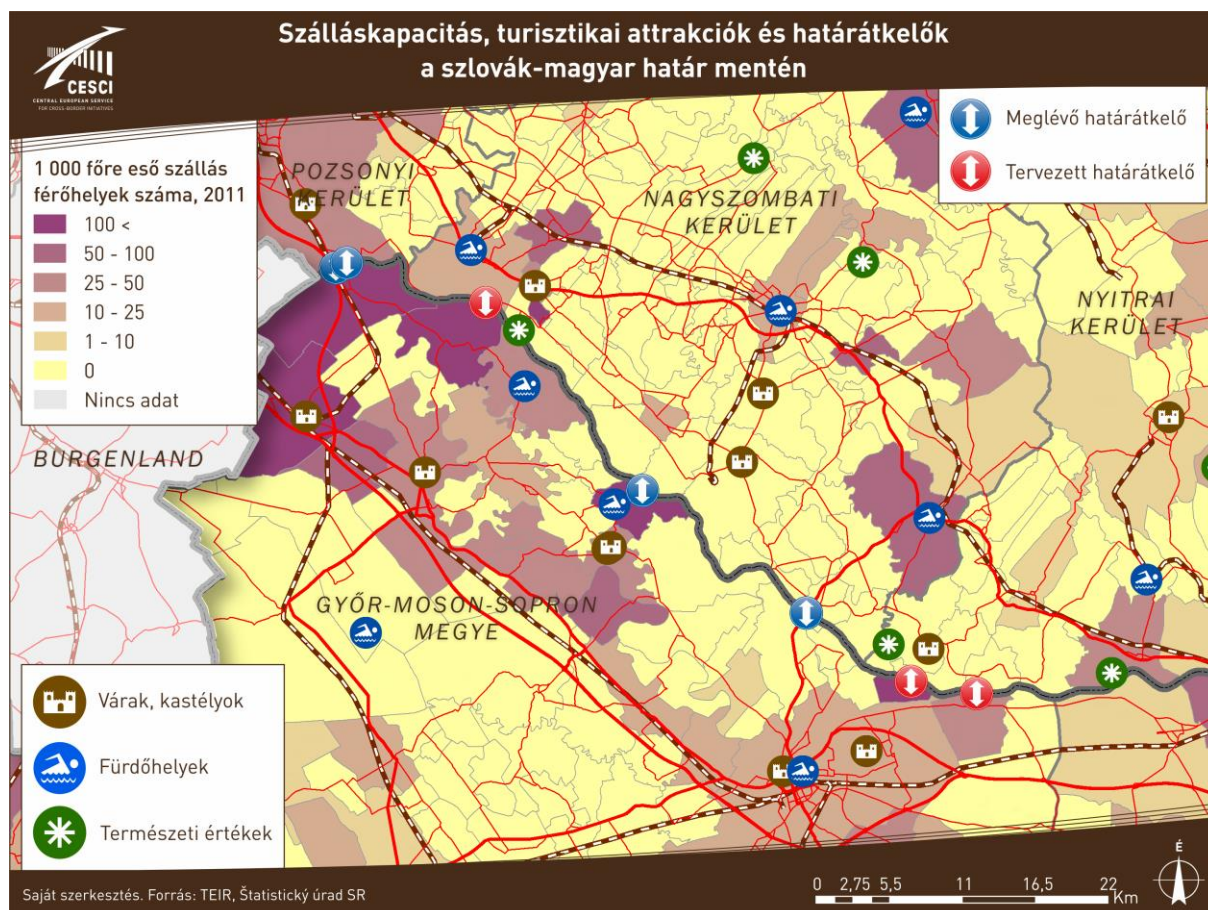 CESCI
CENTRAL EUROPEAN SERVICE
FOR CROSS-BORDER INITIATIVES
Szálláskapacitás, turisztikai attrakciók és határátkelők
a szlovák-magyar határ mentén
1 000 főre eső szállás
férőhelyek száma, 2011
100 <
50 - 100
25 - 50
10 - 25
1 - 10
0
Nincs adat
Meglévő határátkelő
Tervezett határátkelő
POZSONYI
KERÜLET
NAGYSZOMBATI
KERÜLET
NYITRAI
KERÜLET
BURGENLAND
GYŐR-MOSON-SOPRON
MEGYE
Várak, kastélyok
Fürdőhelyek
Természeti értékek
Saját szerkesztés. Forrás: TEIR, Štatistický úrad SR
0 2,75 5,5 11 16,5 22
Km
É